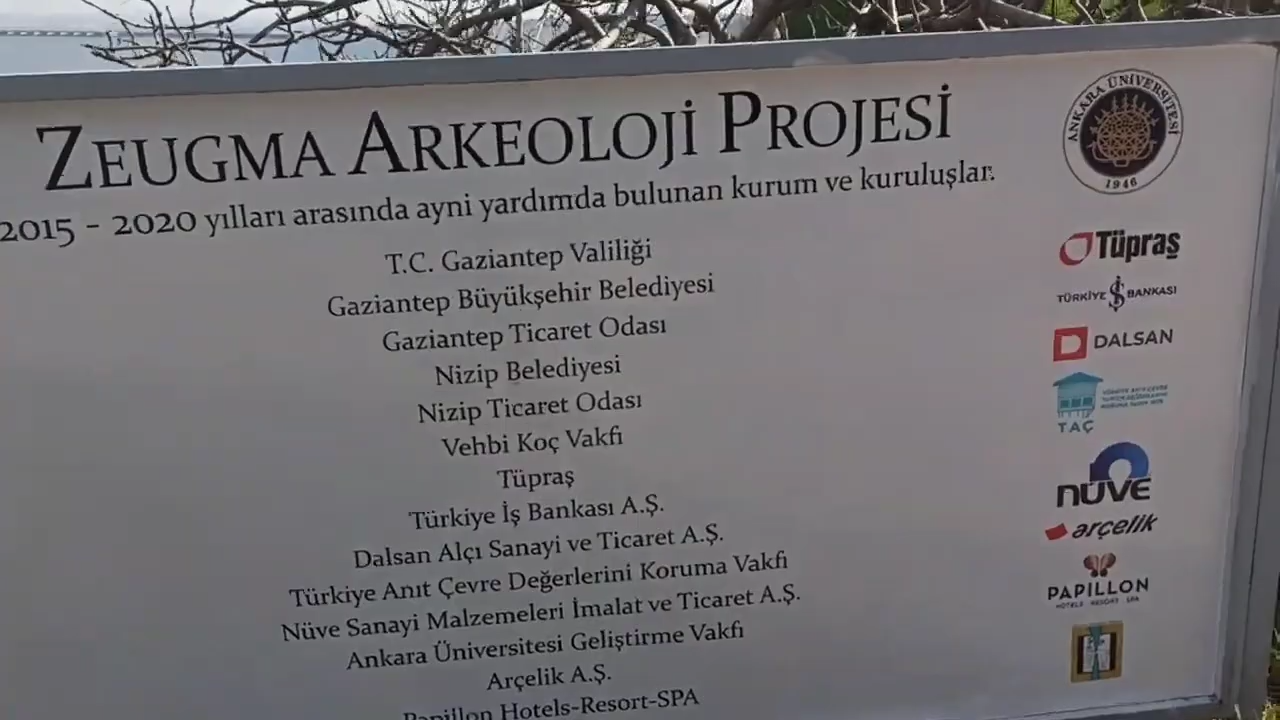 ZEUGMA ARKEOLOJİ PROJESİ
2015 - 2020 yılları arasında ayni yardımda bulunan kurum ve kuruluşlar.
T.C. Gaziantep Valiliği
Gaziantep Büyükşehir Belediyesi
Gaziantep Ticaret Odası
Nizip Belediyesi
Nizip Ticaret Odası
Vehbi Koç Vakfı
Tüpraş
Türkiye İş Bankası A.Ş.
Dalsan Alçı Sanayi ve Ticaret A.Ş.
Türkiye Anıt Çevre Değerlerini Koruma Vakfı
Nüve Sanayi Malzemeleri İmalat ve Ticaret A.Ş.
Ankara Üniversitesi Geliştirme Vakfı
Arçelik A.Ş.
Papillon Hotels-Resort-SPA
ANKARA ÜNİVERSİTESİ
1946
Tüpraş
TÜRKİYE İŞ BANKASI
DALSAN
TAÇ
NÜVE
arçelik
PAPILLON
HOTELS RESORT SPA